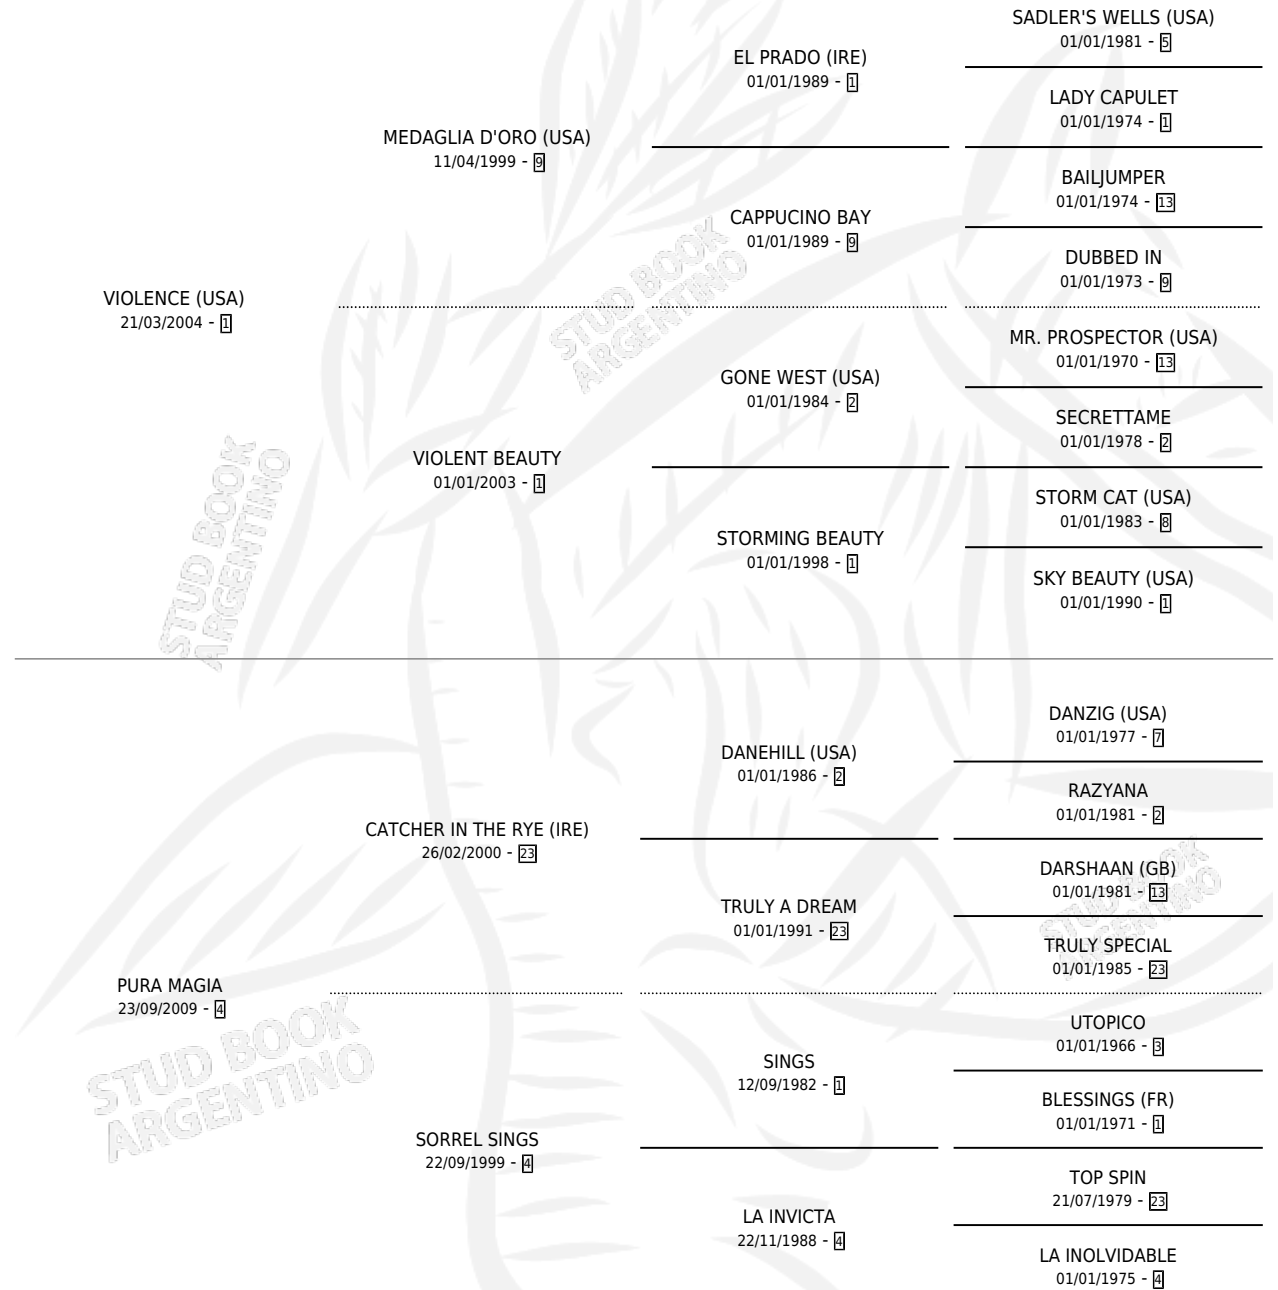 SADLER'S WELLS (USA)
01/01/1981 - 5
EL PRADO (IRE)
01/01/1989 - 1
LADY CAPULET
01/01/1974 - 1
MEDAGLIA D'ORO (USA)
11/04/1999 - 9
BAILJUMPER
01/01/1974 - 13
CAPPUCINO BAY
01/01/1989 - 9
DUBBED IN
01/01/1973 - 9
VIOLENCE (USA)
21/03/2004 - 1
STUD BOOK
ARGENTINO
MR. PROSPECTOR (USA)
01/01/1970 - 13
GONE WEST (USA)
01/01/1984 - 2
SECRETTAME
01/01/1978 - 2
VIOLENT BEAUTY
01/01/2003 - 1
STORM CAT (USA)
01/01/1983 - 8
STORMING BEAUTY
01/01/1998 - 1
SKY BEAUTY (USA)
01/01/1990 - 1
STUD BOOK
ARGENTINO
DANZIG (USA)
01/01/1977 - 7
DANEHILL (USA)
01/01/1986 - 2
RAZYANA
01/01/1981 - 2
CATCHER IN THE RYE (IRE)
26/02/2000 - 23
DARSHAAN (GB)
01/01/1981 - 13
TRULY A DREAM
01/01/1991 - 23
STUD BOOK
ARGENTINO
TRULY SPECIAL
01/01/1985 - 23
PURA MAGIA
23/09/2009 - 4
UTOPICO
01/01/1966 - 3
STUD BOOK
ARGENTINO
SINGS
12/09/1982 - 1
BLESSINGS (FR)
01/01/1971 - 1
SORREL SINGS
22/09/1999 - 4
TOP SPIN
21/07/1979 - 23
LA INVICTA
22/11/1988 - 4
LA INOLVIDABLE
01/01/1975 - 4